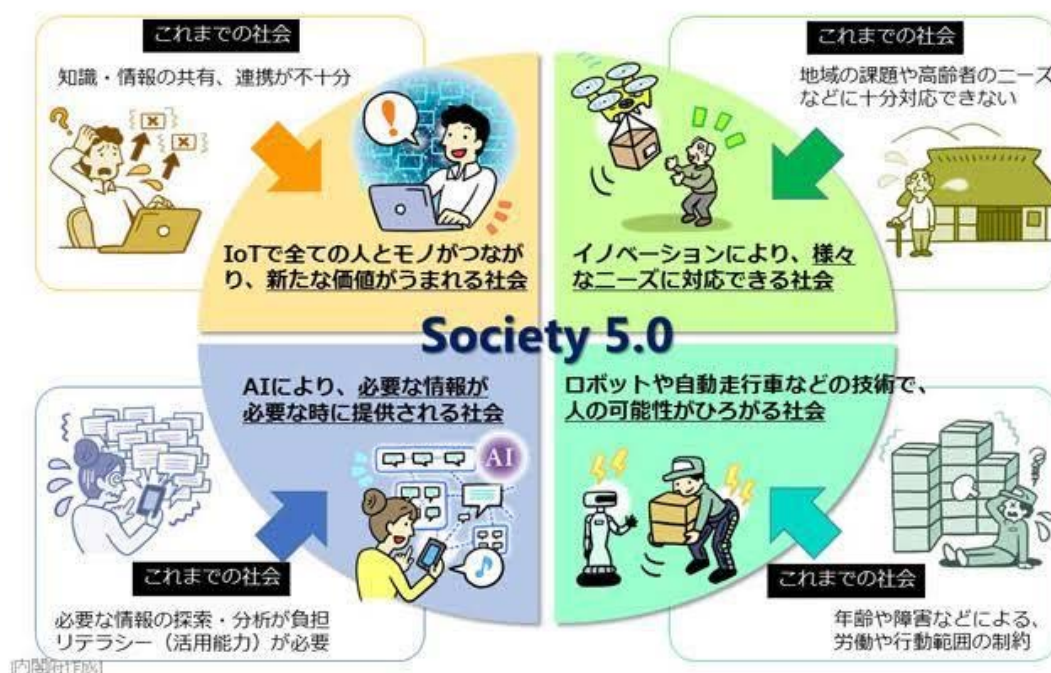 これまでの社会
知識・情報の共有、連携が不十分
IoTで全ての人とモノがつなが
り、新たな価値がうまれる社会
これまでの社会
地域の課題や高齢者のニーズ
などに十分対応できない
イノベーションにより、様々
なニーズに対応できる社会
Society 5.0
AIにより、必要な情報が
必要な時に提供される社会
AI
これまでの社会
必要な情報の探索・分析が負担
リテラシー（活用能力）が必要
ロボットや自動走行車などの技術で、
人の可能性がひろがる社会
これまでの社会
年齢や障害などによる、
労働や行動範囲の制約
[内閣府作成]